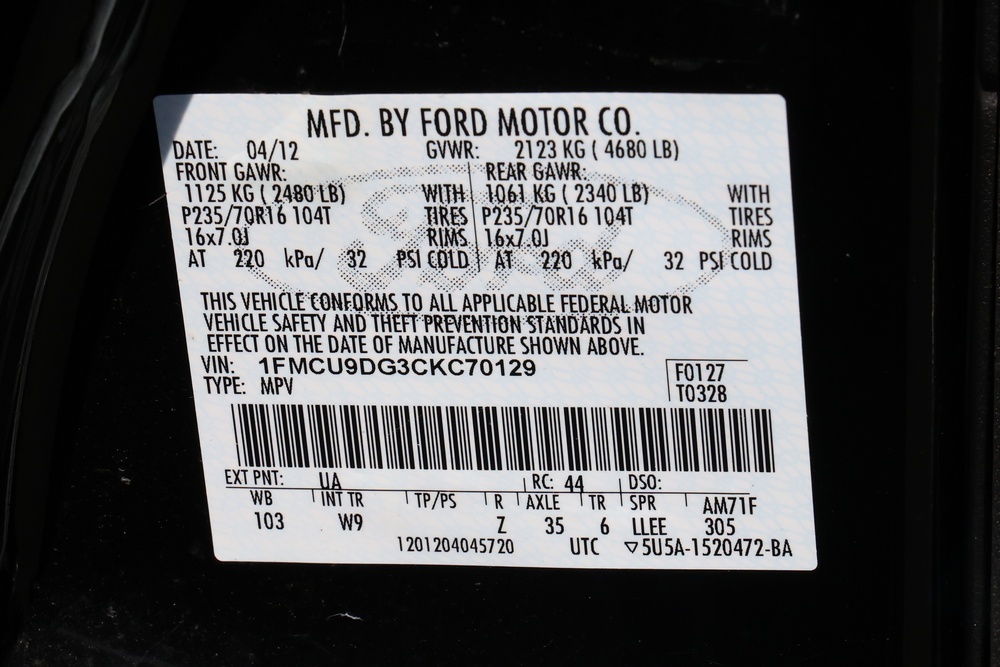 MFD. BY FORD MOTOR CO.
DATE: 04/12 GVWR: 2123 KG ( 4680 LB)
FRONT GAWR: REAR GAWR:
1125 KG ( 2480 LB) WITH 1061 KG ( 2340 LB) WITH
P235/70R16 104T TIRES P235/70R16 104T TIRES
16x7.0J RIMS 16x7.0J RIMS
AT 220 kPa/ 32 PSI COLD AT 220 kPa/ 32 PSI COLD
Ford
THIS VEHICLE CONFORMS TO ALL APPLICABLE FEDERAL MOTOR
VEHICLE SAFETY AND THEFT PREVENTION STANDARDS IN
EFFECT ON THE DATE OF MANUFACTURE SHOWN ABOVE.
VIN: 1FMCU9DG3CKC70129 F0127
TYPE: MPV T0328
EXT PNT: UA RC: 44 DSO:
WB INT TR TP/PS R AXLE TR SPR AM71F
103 W9 Z 35 6 LLEE 305
1201204045720 UTC ▽5U5A-1520472-BA